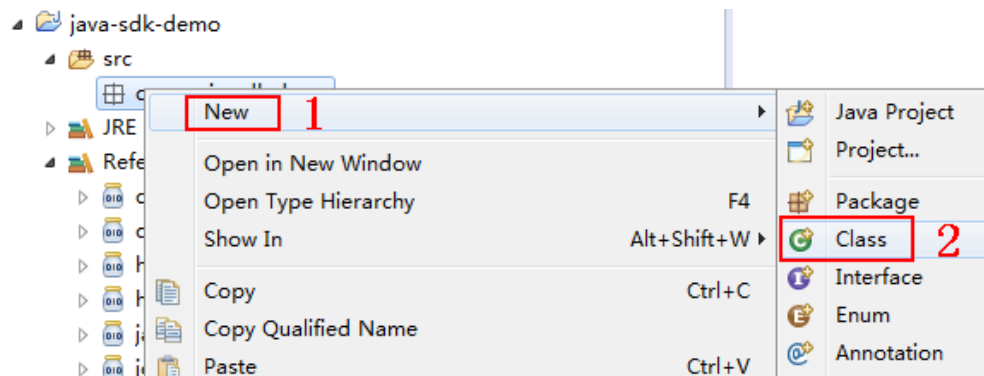 java-sdk-demo
src
JRE
New 1
Java Project
Project...
Open in New Window
Open Type Hierarchy F4
Package
Show In Alt+Shift+W
Class 2
Interface
Copy Ctrl+C
Enum
Copy Qualified Name
Annotation
Paste Ctrl+V